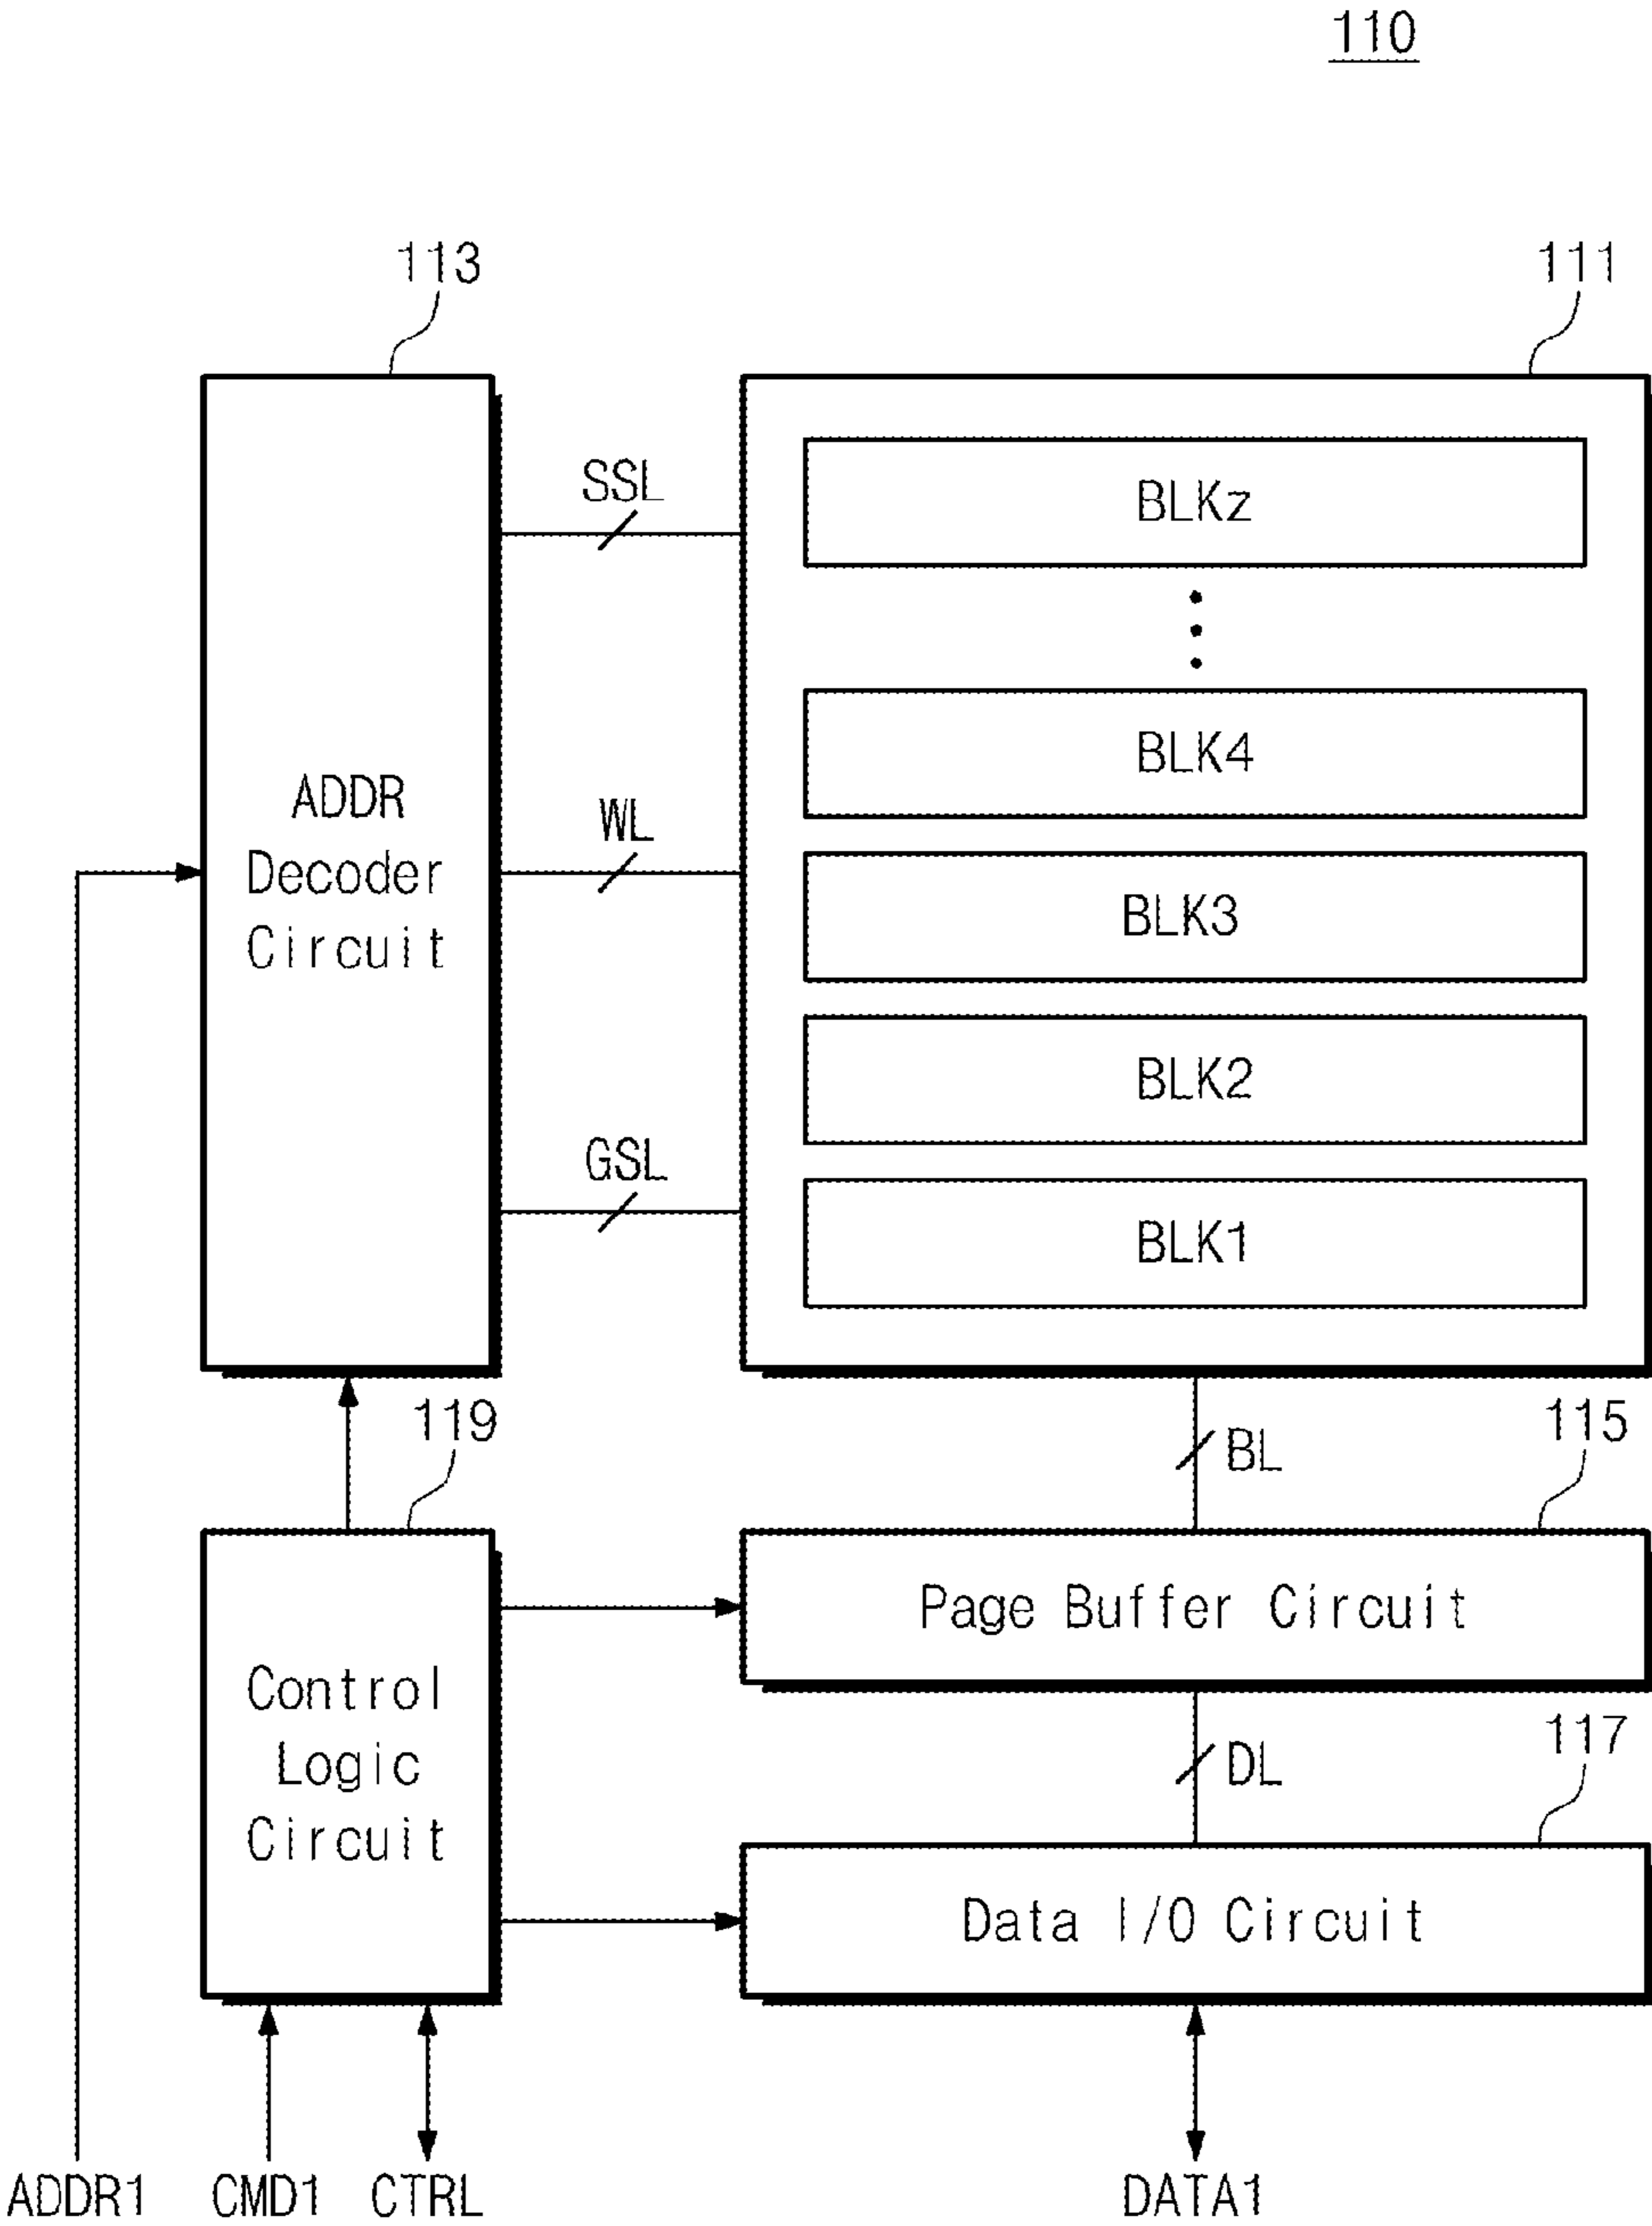 110
113
111
SSL
BLKz
BLK4
ADDR
Decoder
Circuit
WL
BLK3
BLK2
GSL
BLK1
119
115
BL
Page Buffer Circuit
Control
Logic
Circuit
117
DL
Data I/O Circuit
ADDR1
CMD1
CTRL
DATA1